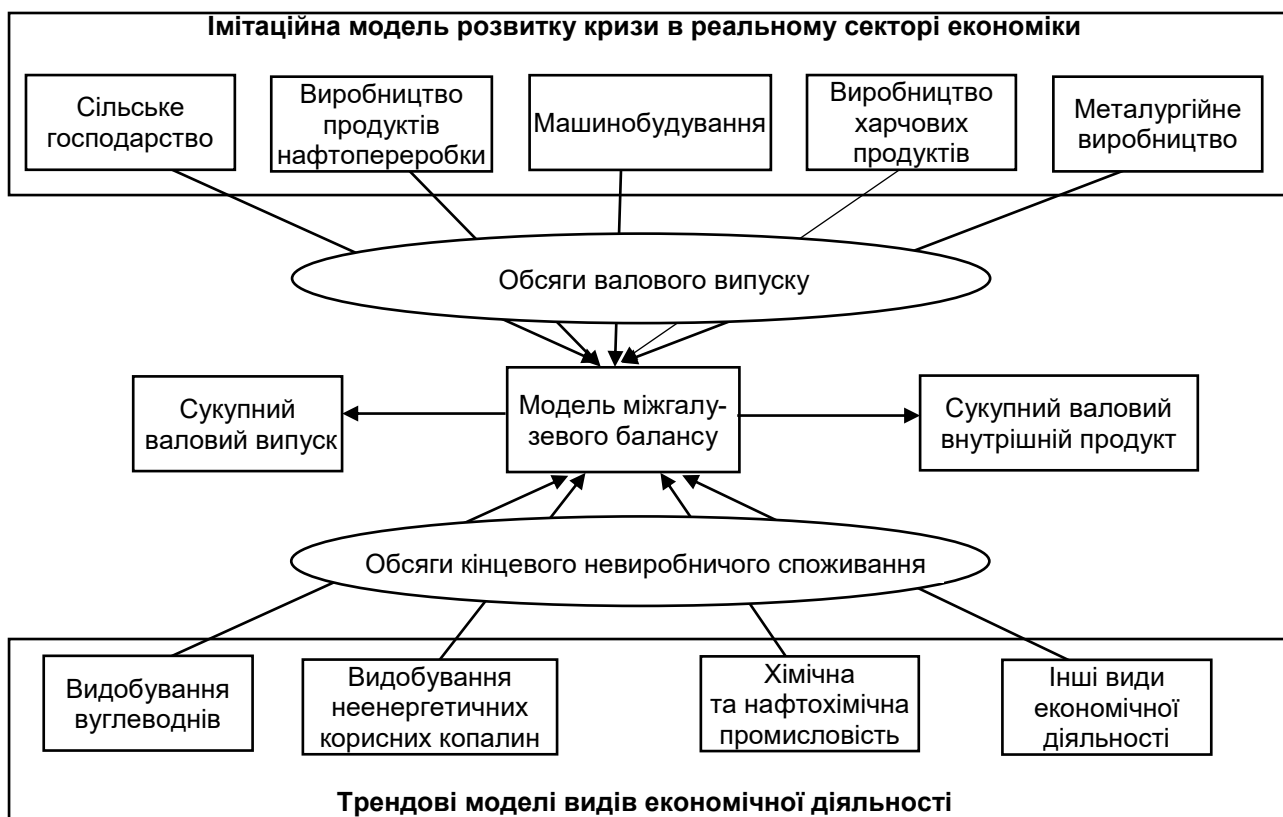 Імітаційна модель розвитку кризи в реальному секторі економіки
Сільське
господарство
Виробництво
продуктів
нафтопереробки
Машинобудування
Виробництво
харчових
продуктів
Металургійне
виробництво
Обсяги валового випуску
Сукупний
валовий випуск
Модель міжгалу-
зевого балансу
Сукупний валовий
внутрішній продукт
Обсяги кінцевого невиробничого споживання
Видобування
вуглеводнів
Видобування
неенергетичних
корисних копалин
Хімічна
та нафтохімічна
промисловість
Інші види
економічної
діяльності
Трендові моделі видів економічної діяльності